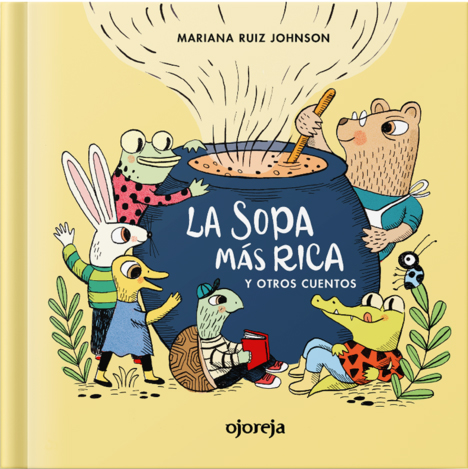 MARIANA RUIZ JOHNSON
LA SOPA
MÁS RICA
Y OTROS CUENTOS
ojoreja